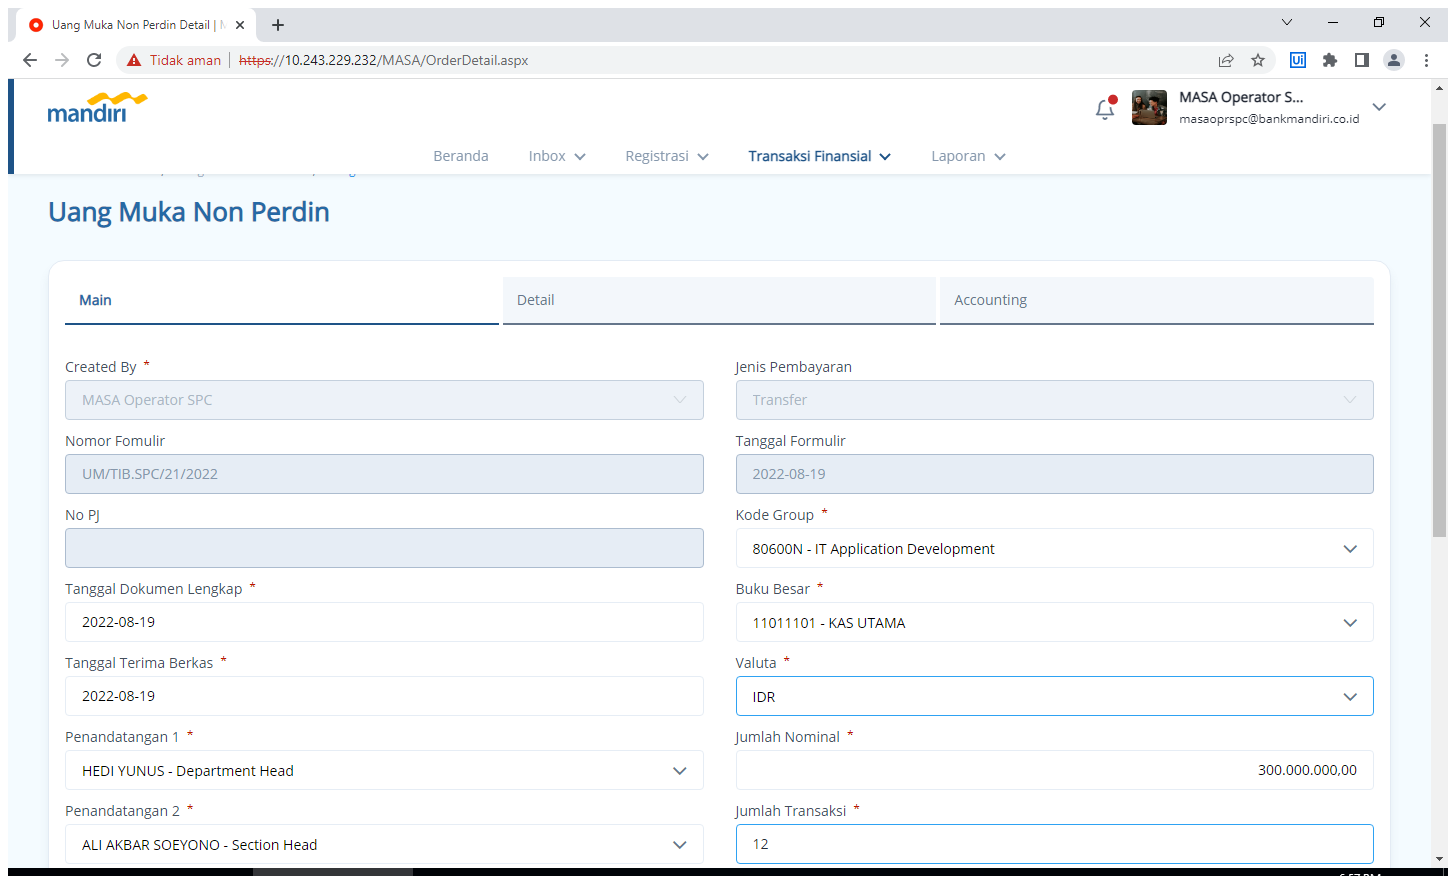 Uang Muka Non Perdin Detail |
Tidak aman
https://10.243.229.232/MASA/OrderDetail.aspx
mandiri
MASA Operator S...
masaoprspc@bankmandiri.co.id
Beranda
Inbox
Registrasi
Transaksi Finansial
Laporan
Uang Muka Non Perdin
Main
Detail
Accounting
Created By *
Jenis Pembayaran
MASA Operator SPC
Transfer
Nomor Fomulir
Tanggal Formulir
UM/TIB.SPC/21/2022
2022-08-19
No PJ
Kode Group *
80600N - IT Application Development
Tanggal Dokumen Lengkap *
Buku Besar *
2022-08-19
11011101 - KAS UTAMA
Tanggal Terima Berkas *
Valuta *
2022-08-19
IDR
Penandatangan 1 *
Jumlah Nominal *
HEDI YUNUS - Department Head
300.000.000,00
Penandatangan 2 *
Jumlah Transaksi *
ALI AKBAR SOEYONO - Section Head
12